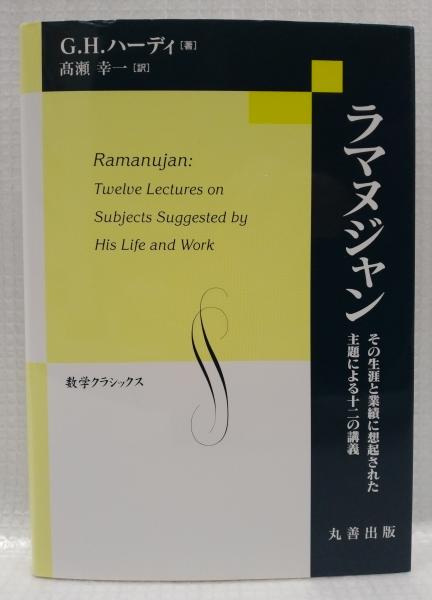 G.H.ハーディ[著]
髙瀬 幸一[訳]
Ramanujan:
Twelve Lectures on
Subjects Suggested by
His Life and Work
数学クラシックス
ラマヌジャン
その生涯と業績に想起された
主題による十二の講義
丸善出版